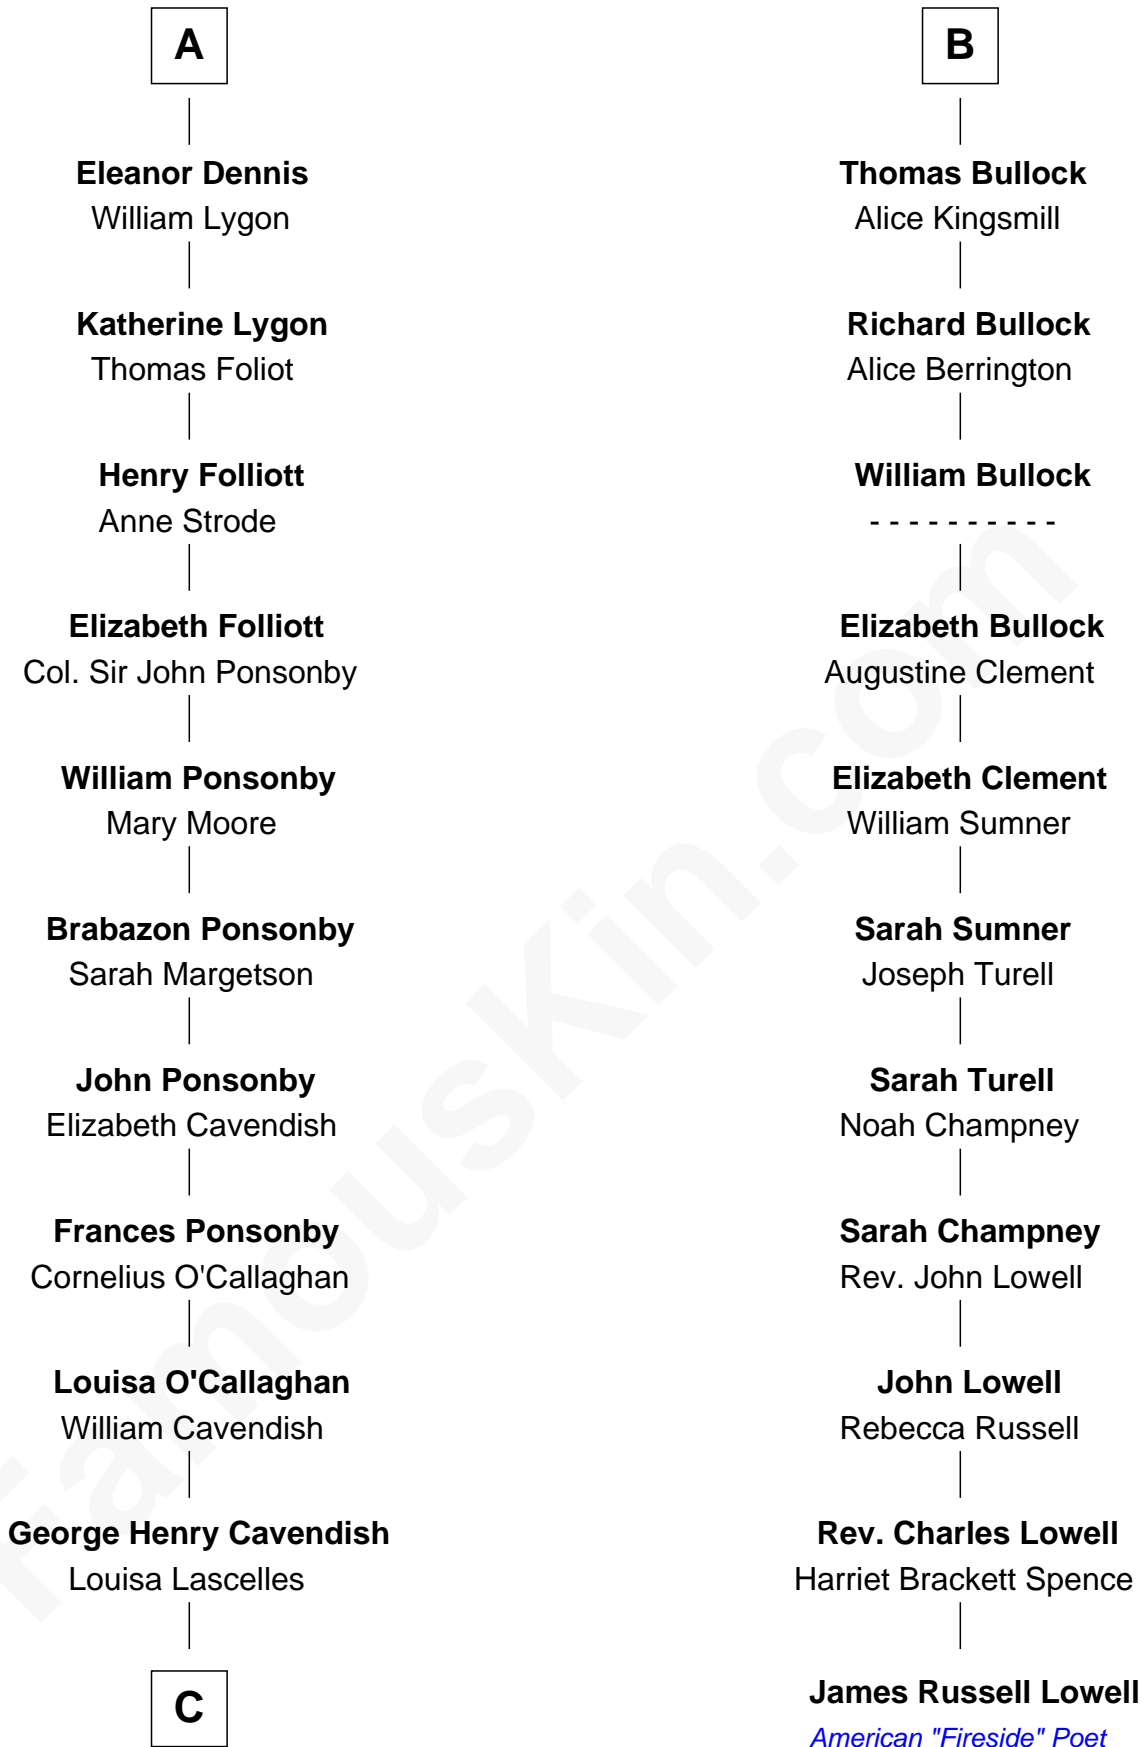 A
Eleanor Dennis
William Lygon
Katherine Lygon
Thomas Foliot
Henry Folliott
Anne Strode
Elizabeth Folliott
Col. Sir John Ponsonby
William Ponsonby
Mary Moore
Brabazon Ponsonby
Sarah Margetson
John Ponsonby
Elizabeth Cavendish
Frances Ponsonby
Cornelius O'Callaghan
Louisa O'Callaghan
William Cavendish
George Henry Cavendish
Louisa Lascelles
C
B
Thomas Bullock
Alice Kingsmill
Richard Bullock
Alice Berrington
William Bullock
- - - - - - - - - -
Elizabeth Bullock
Augustine Clement
Elizabeth Clement
William Sumner
Sarah Sumner
Joseph Turell
Sarah Turell
Noah Champney
Sarah Champney
Rev. John Lowell
John Lowell
Rebecca Russell
Rev. Charles Lowell
Harriet Brackett Spence
James Russell Lowell
American "Fireside" Poet
FamousKin.com